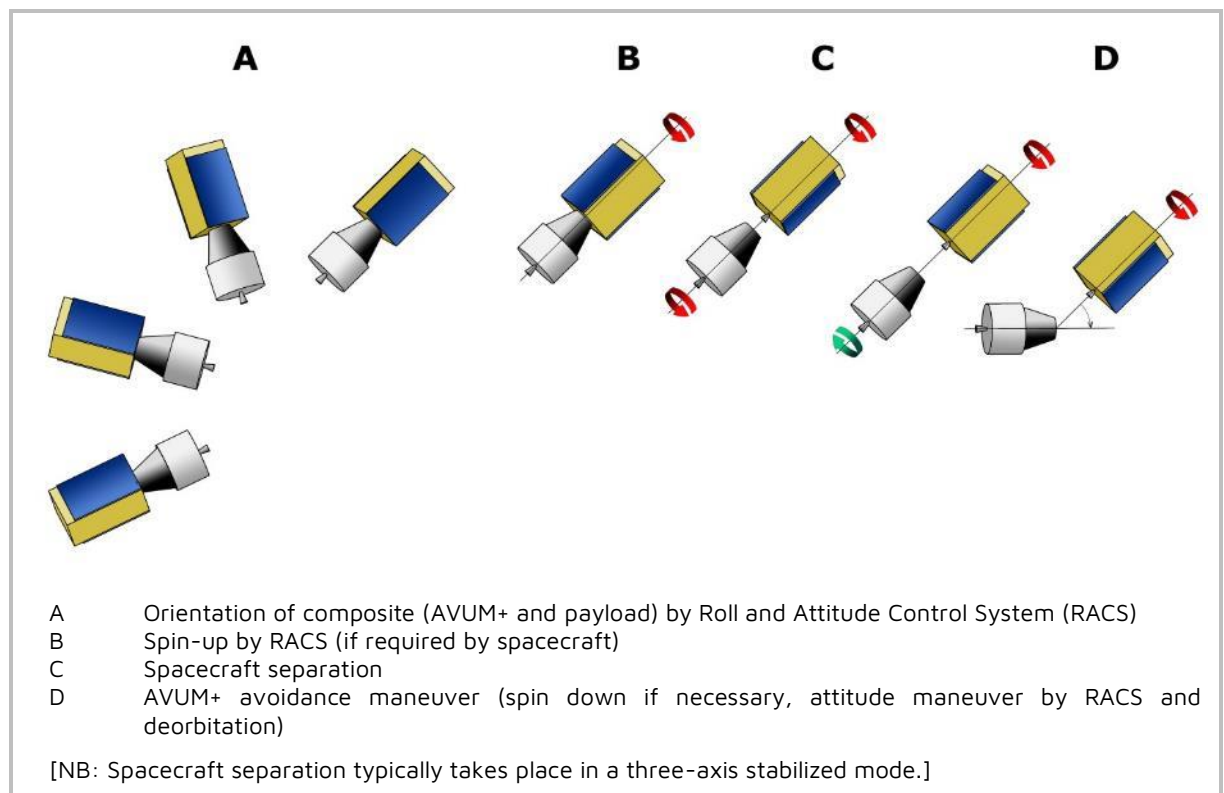 A B C D
A Orientation of composite (AVUM+ and payload) by Roll and Attitude Control System (RACS)
B Spin-up by RACS (if required by spacecraft)
C Spacecraft separation
D AVUM+ avoidance maneuver (spin down if necessary, attitude maneuver by RACS and
deorbitation)
[NB: Spacecraft separation typically takes place in a three-axis stabilized mode.]